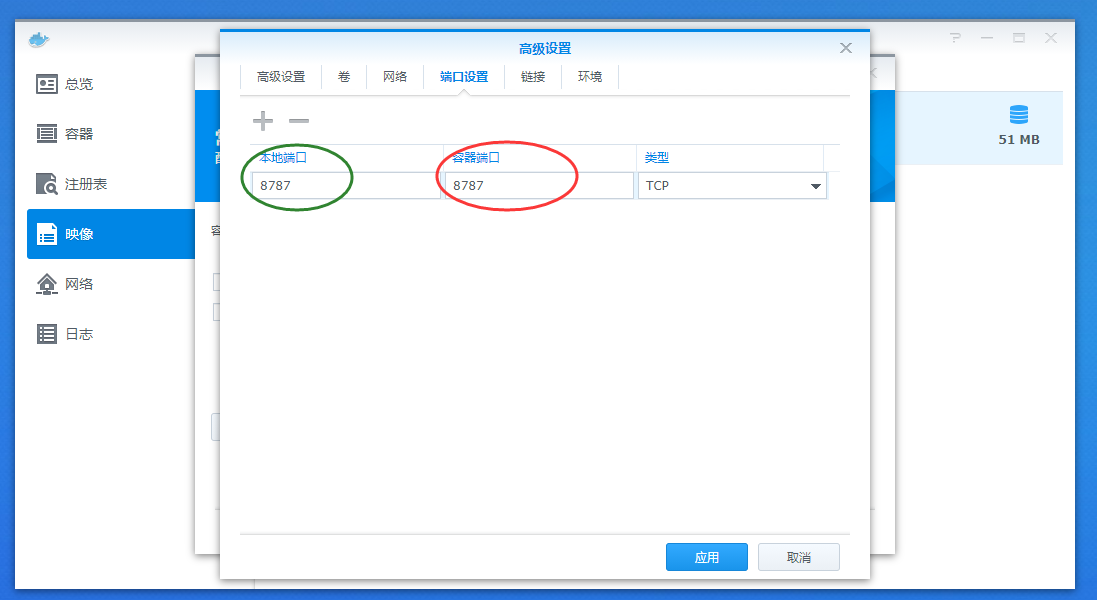 高级设置
高级设置 卷 网络 端口设置 链接 环境
总览
容器
注册表
映像
网络
日志
本地端口 容器端口 类型
8787 8787 TCP
51 MB
应用 取消